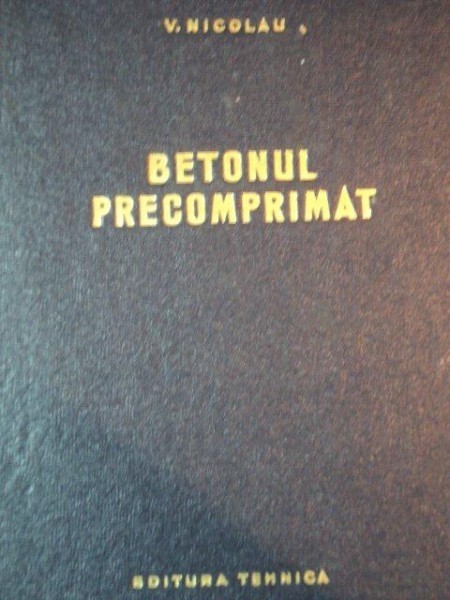 V. NICOLAU
BETONUL
PRECOMPRIMAT
EDITURA TEHNICA